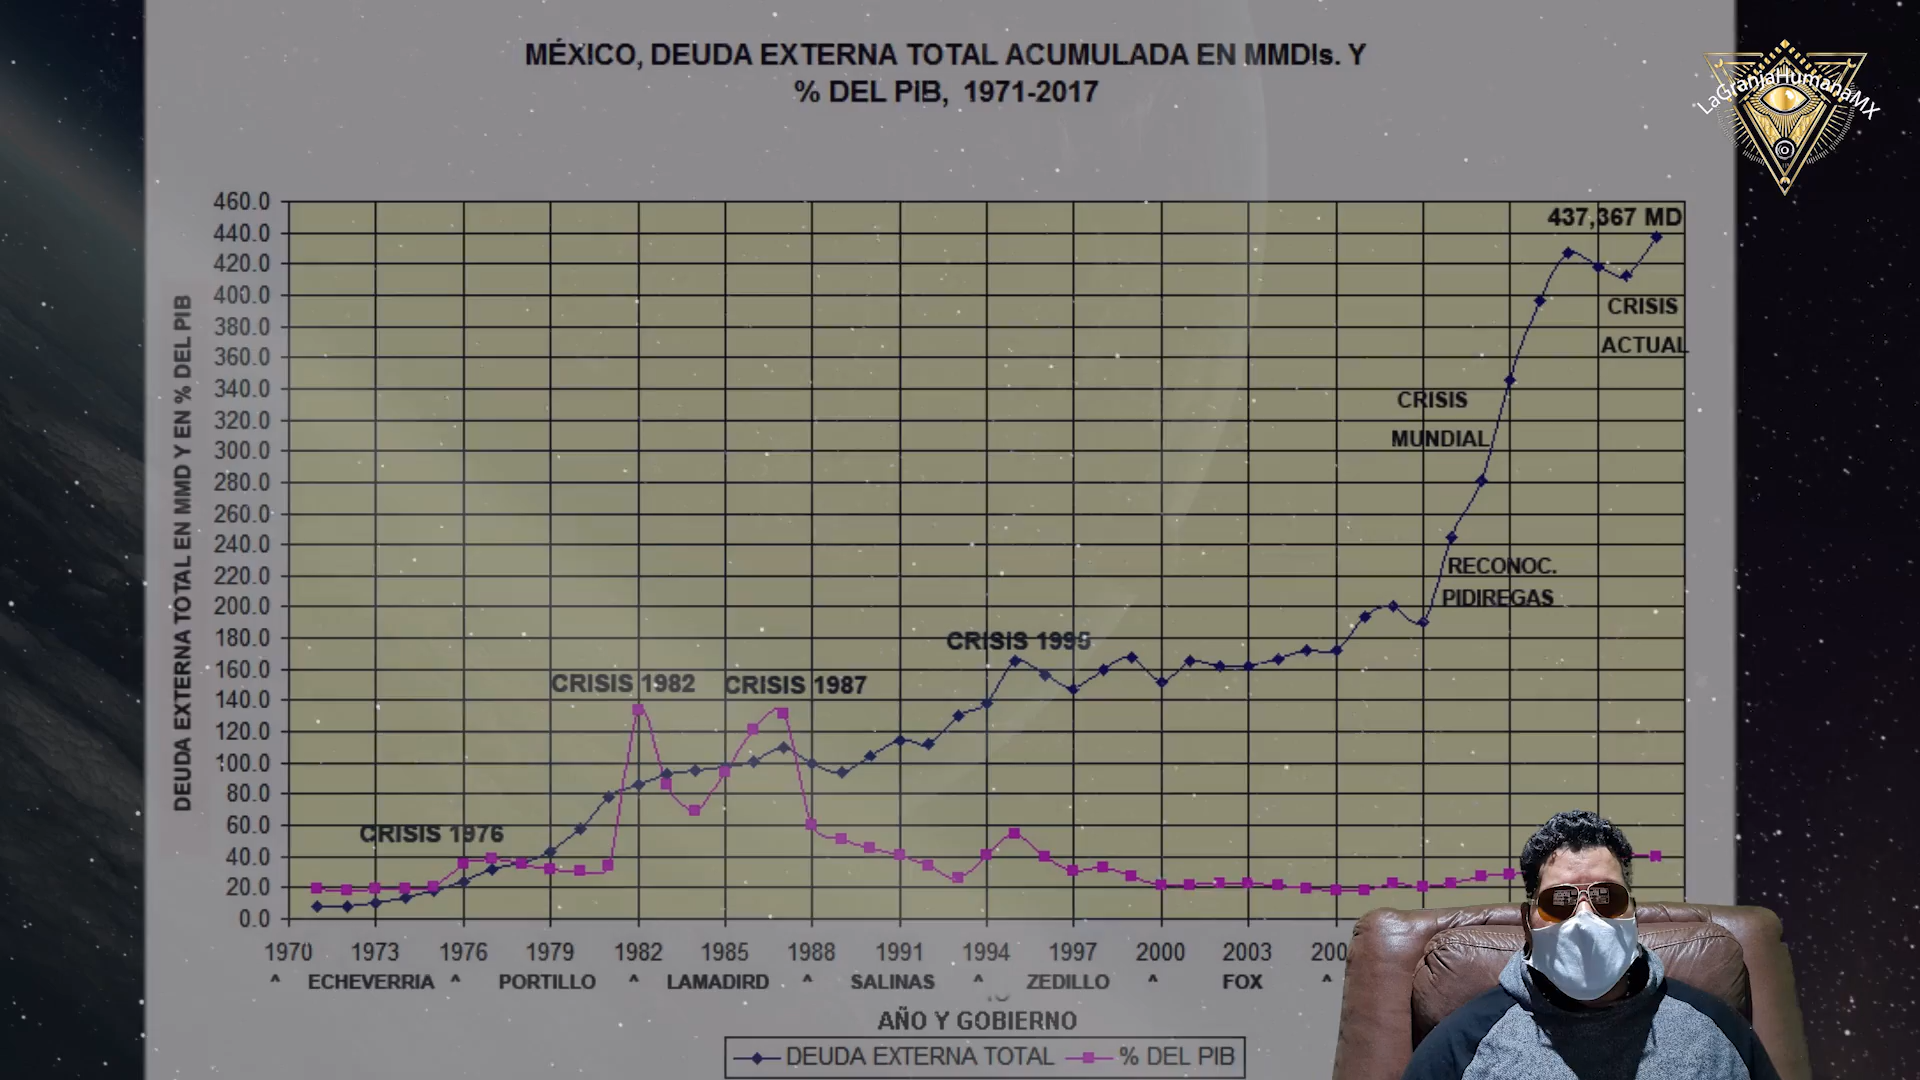 MÉXICO, DEUDA EXTERNA TOTAL ACUMULADA EN MMDls. Y
% DEL PIB, 1971-2017
LaGranjaHumanaMX
DEUDA EXTERNA TOTAL EN MMD Y EN % DEL PIB
460.0
440.0
420.0
400.0
380.0
360.0
340.0
320.0
300.0
280.0
260.0
240.0
220.0
200.0
180.0
160.0
140.0
120.0
100.0
80.0
60.0
40.0
20.0
0.0
437,367 MD
CRISIS
ACTUAL
CRISIS
MUNDIAL
RECONOC.
PIDIREGAS
CRISIS 1995
CRISIS 1982
CRISIS 1987
CRISIS 1976
1970 1973 1976 1979 1982 1985 1988 1991 1994 1997 2000 2003
^ ECHEVERRIA ^ PORTILLO ^ LAMADIRD ^ SALINAS ^ ZEDILLO ^ FOX ^
AÑO Y GOBIERNO
DEUDA EXTERNA TOTAL % DEL PIB